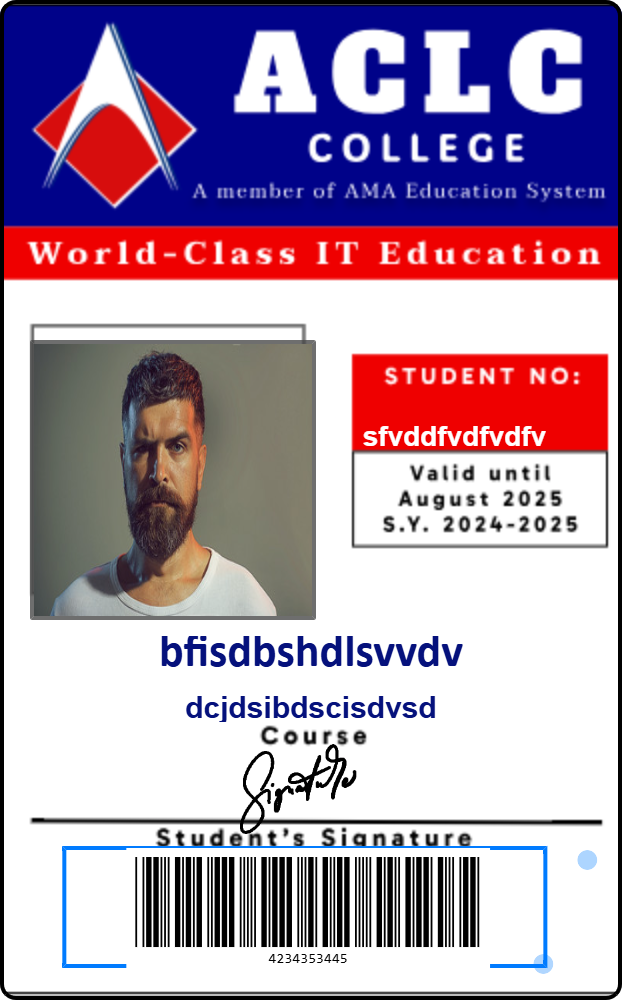 ACLC
COLLEGE
A member of AMA Education System
World-Class IT Education
STUDENT NO:
sfvddfvdfvdfv
Valid until
August 2025
S.Y. 2024-2025
bfisdbshdlsvvdv
dcjdsibdscisdvsd
Course
Signature
Student's Signature
4234353445